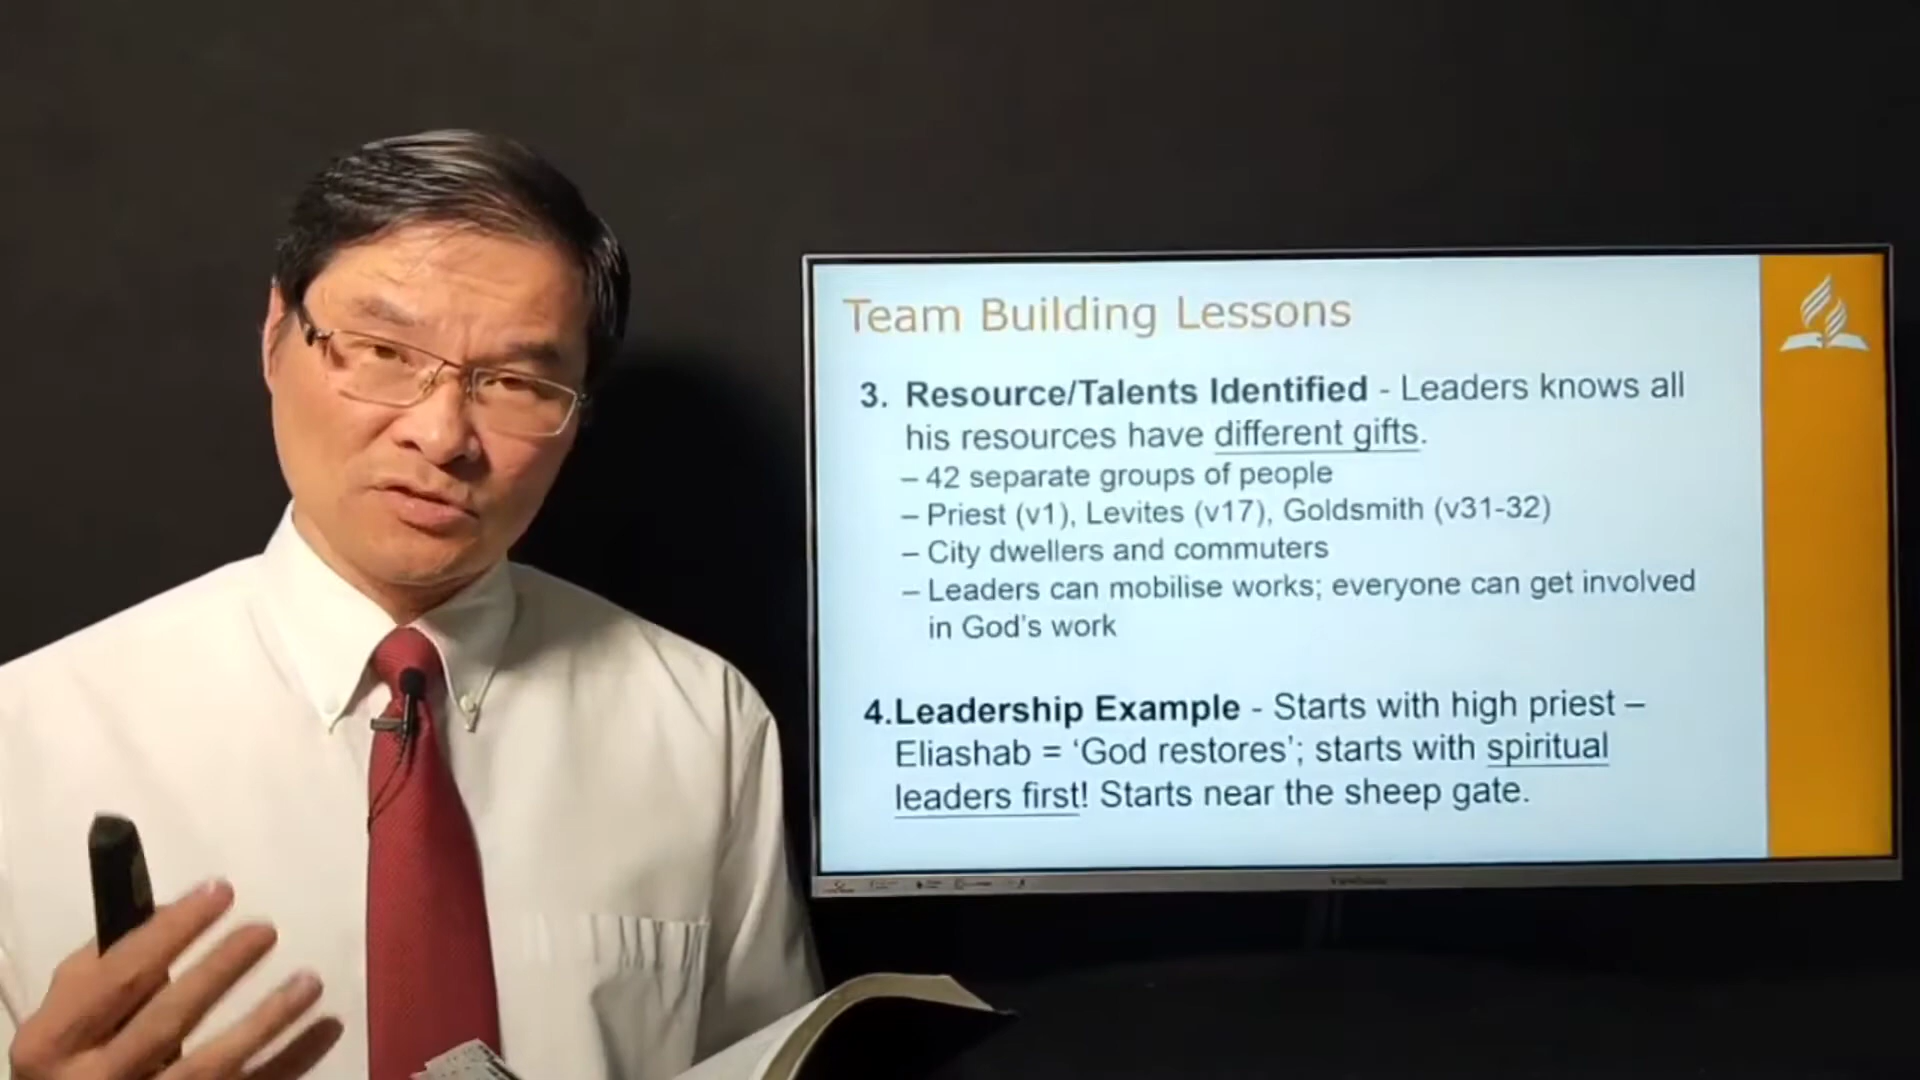 Team Building Lessons
3. Resource/Talents Identified - Leaders knows all
his resources have different gifts.
– 42 separate groups of people
– Priest (v1), Levites (v17), Goldsmith (v31-32)
– City dwellers and commuters
– Leaders can mobilise works; everyone can get involved
in God's work
4.Leadership Example - Starts with high priest –
Eliashab = ‘God restores’; starts with spiritual
leaders first! Starts near the sheep gate.